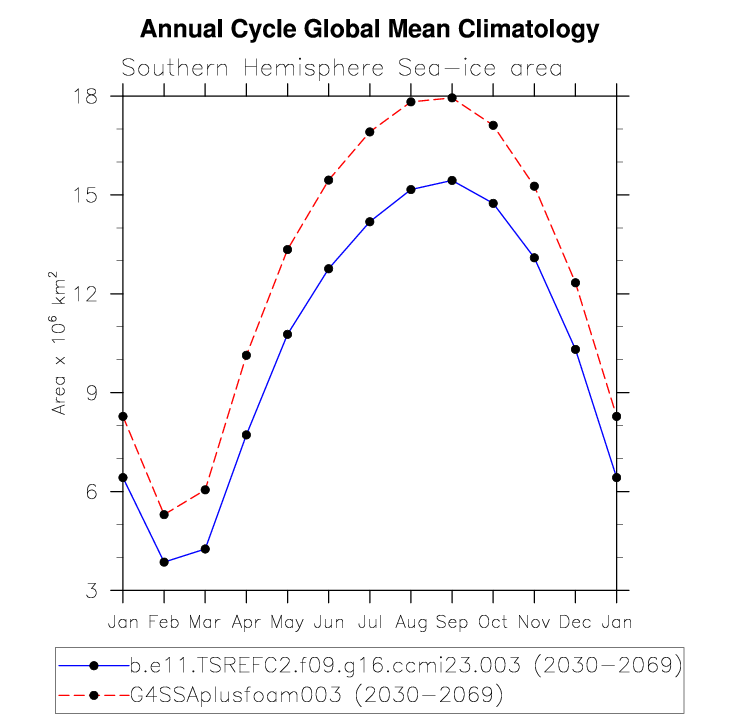 Annual Cycle Global Mean Climatology
Southern Hemisphere Sea-ice area
18
15
12
9
6
3
Area x 10⁶ km²
Jan Feb Mar Apr May Jun Jul Aug Sep Oct Nov Dec Jan
b.e11.TSREFC2.f09.g16.ccmi23.003 (2030-2069)
G4SSAplusfoam003 (2030-2069)